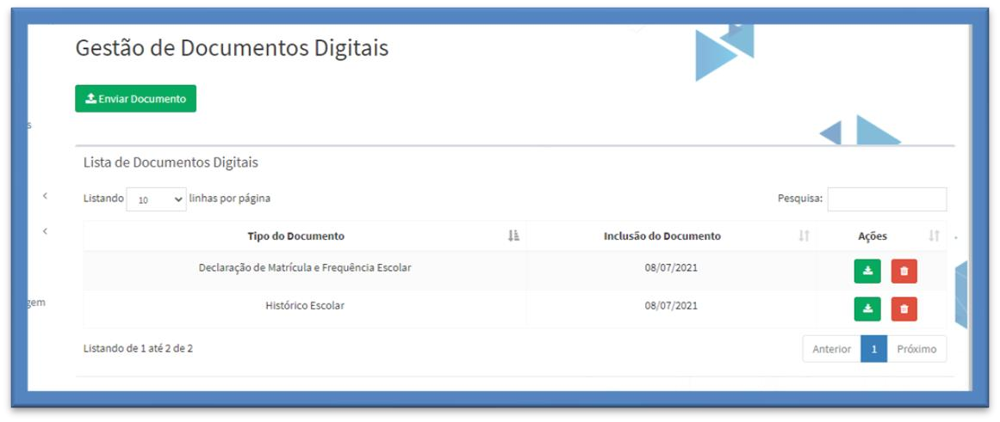 Gestão de Documentos Digitais
Enviar Documento
s
Lista de Documentos Digitais
Listando 10 linhas por página Pesquisa:
Tipo do Documento Inclusão do Documento Ações
Declaração de Matrícula e Frequência Escolar 08/07/2021
Histórico Escolar 08/07/2021
gem
Listando de 1 até 2 de 2 Anterior 1 Próximo